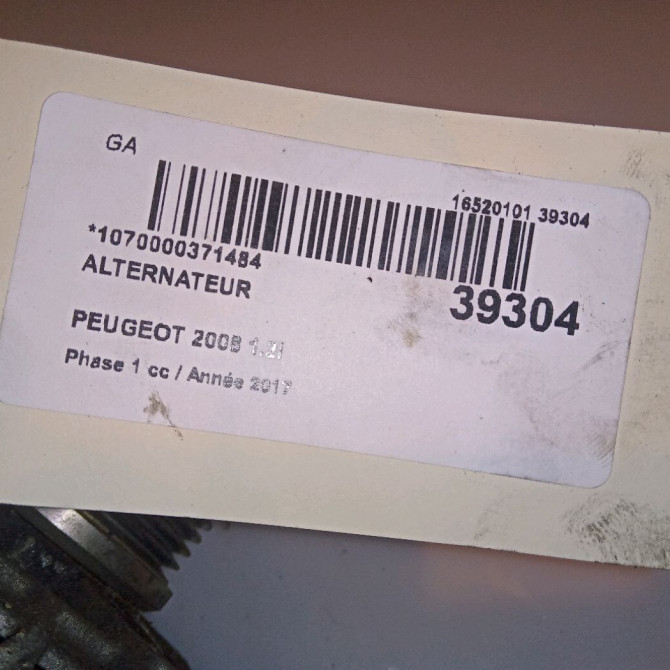 GA
16520101 39304
*1070000371484
ALTERNATEUR
39304
PEUGEOT 2008 1.2i
Phase 1 cc / Année 2017